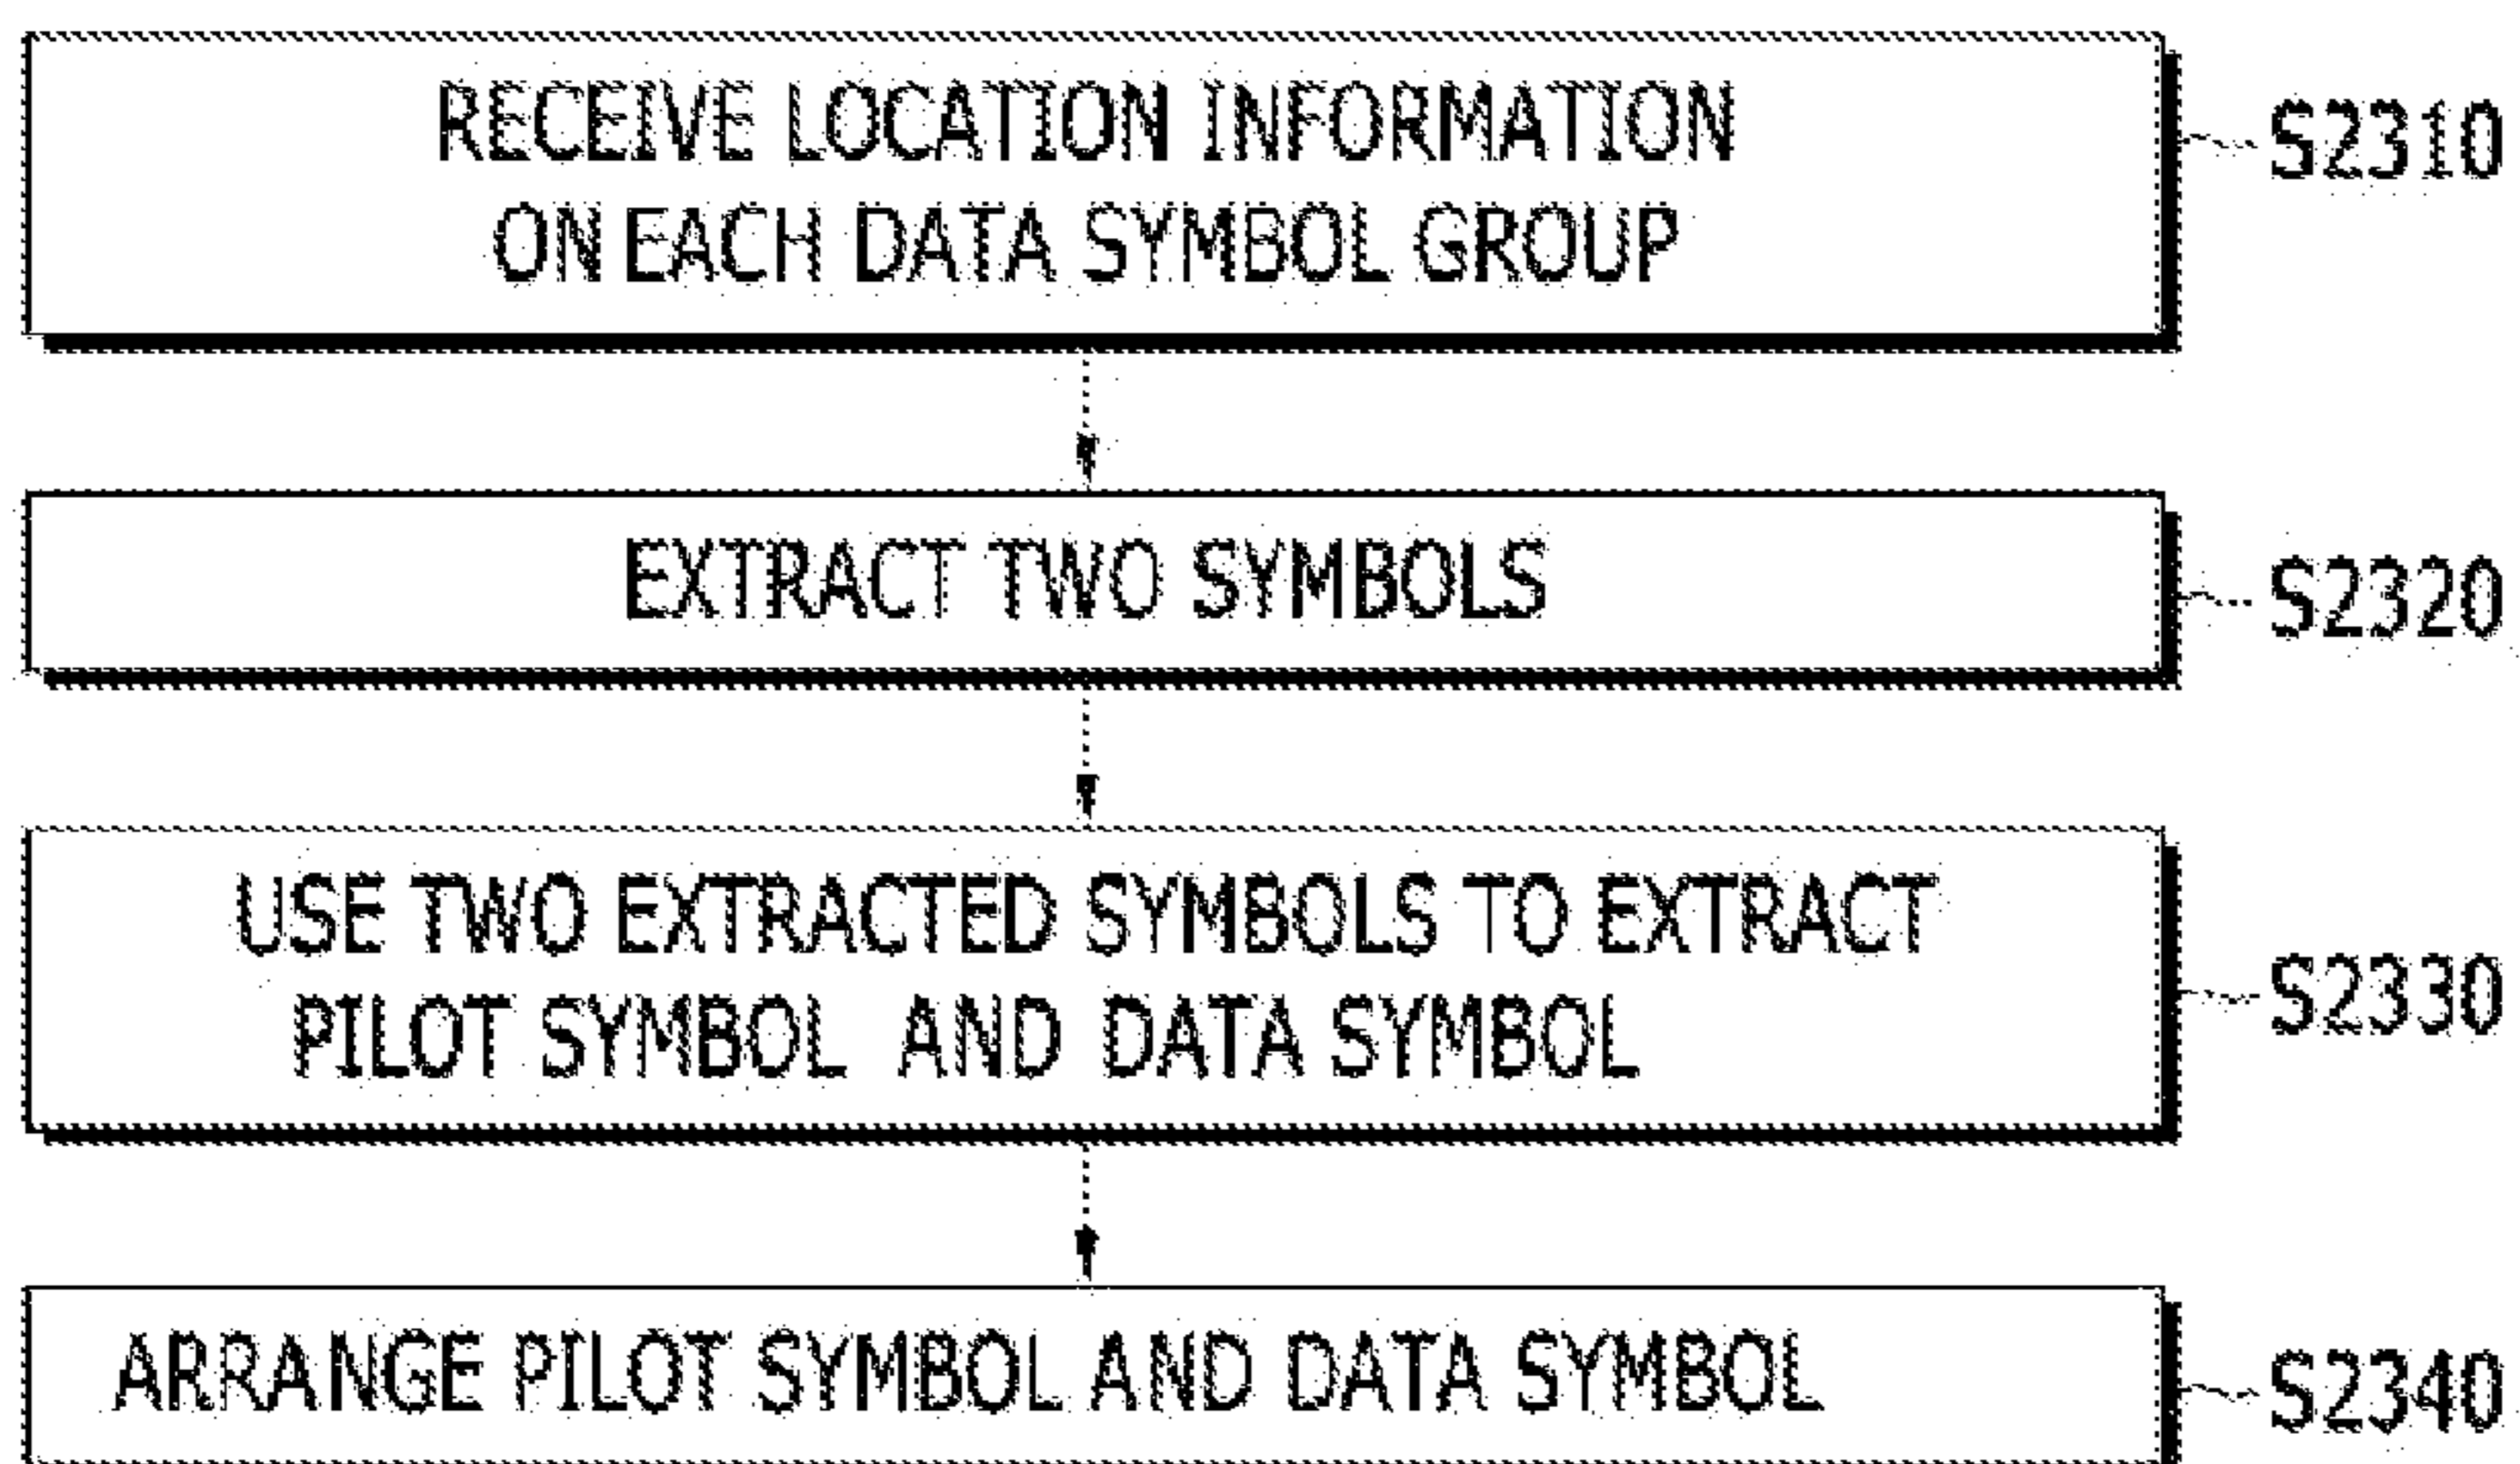 RECEIVE LOCATION INFORMATION
ON EACH DATA SYMBOL GROUP
S2310
EXTRACT TWO SYMBOLS
S2320
USE TWO EXTRACTED SYMBOLS TO EXTRACT
PILOT SYMBOL AND DATA SYMBOL
S2330
ARRANGE PILOT SYMBOL AND DATA SYMBOL
S2340